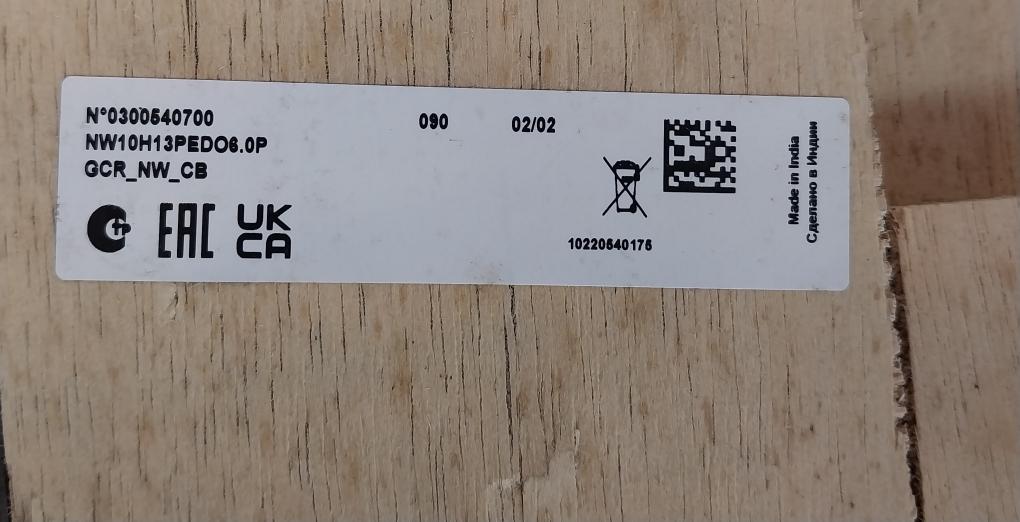 N°0300540700 090 02/02
NW10H13PEDO6.0P
GCR_NW_CB
EAC
UK
CA
10220540175
Made in India
Сделано в Индии